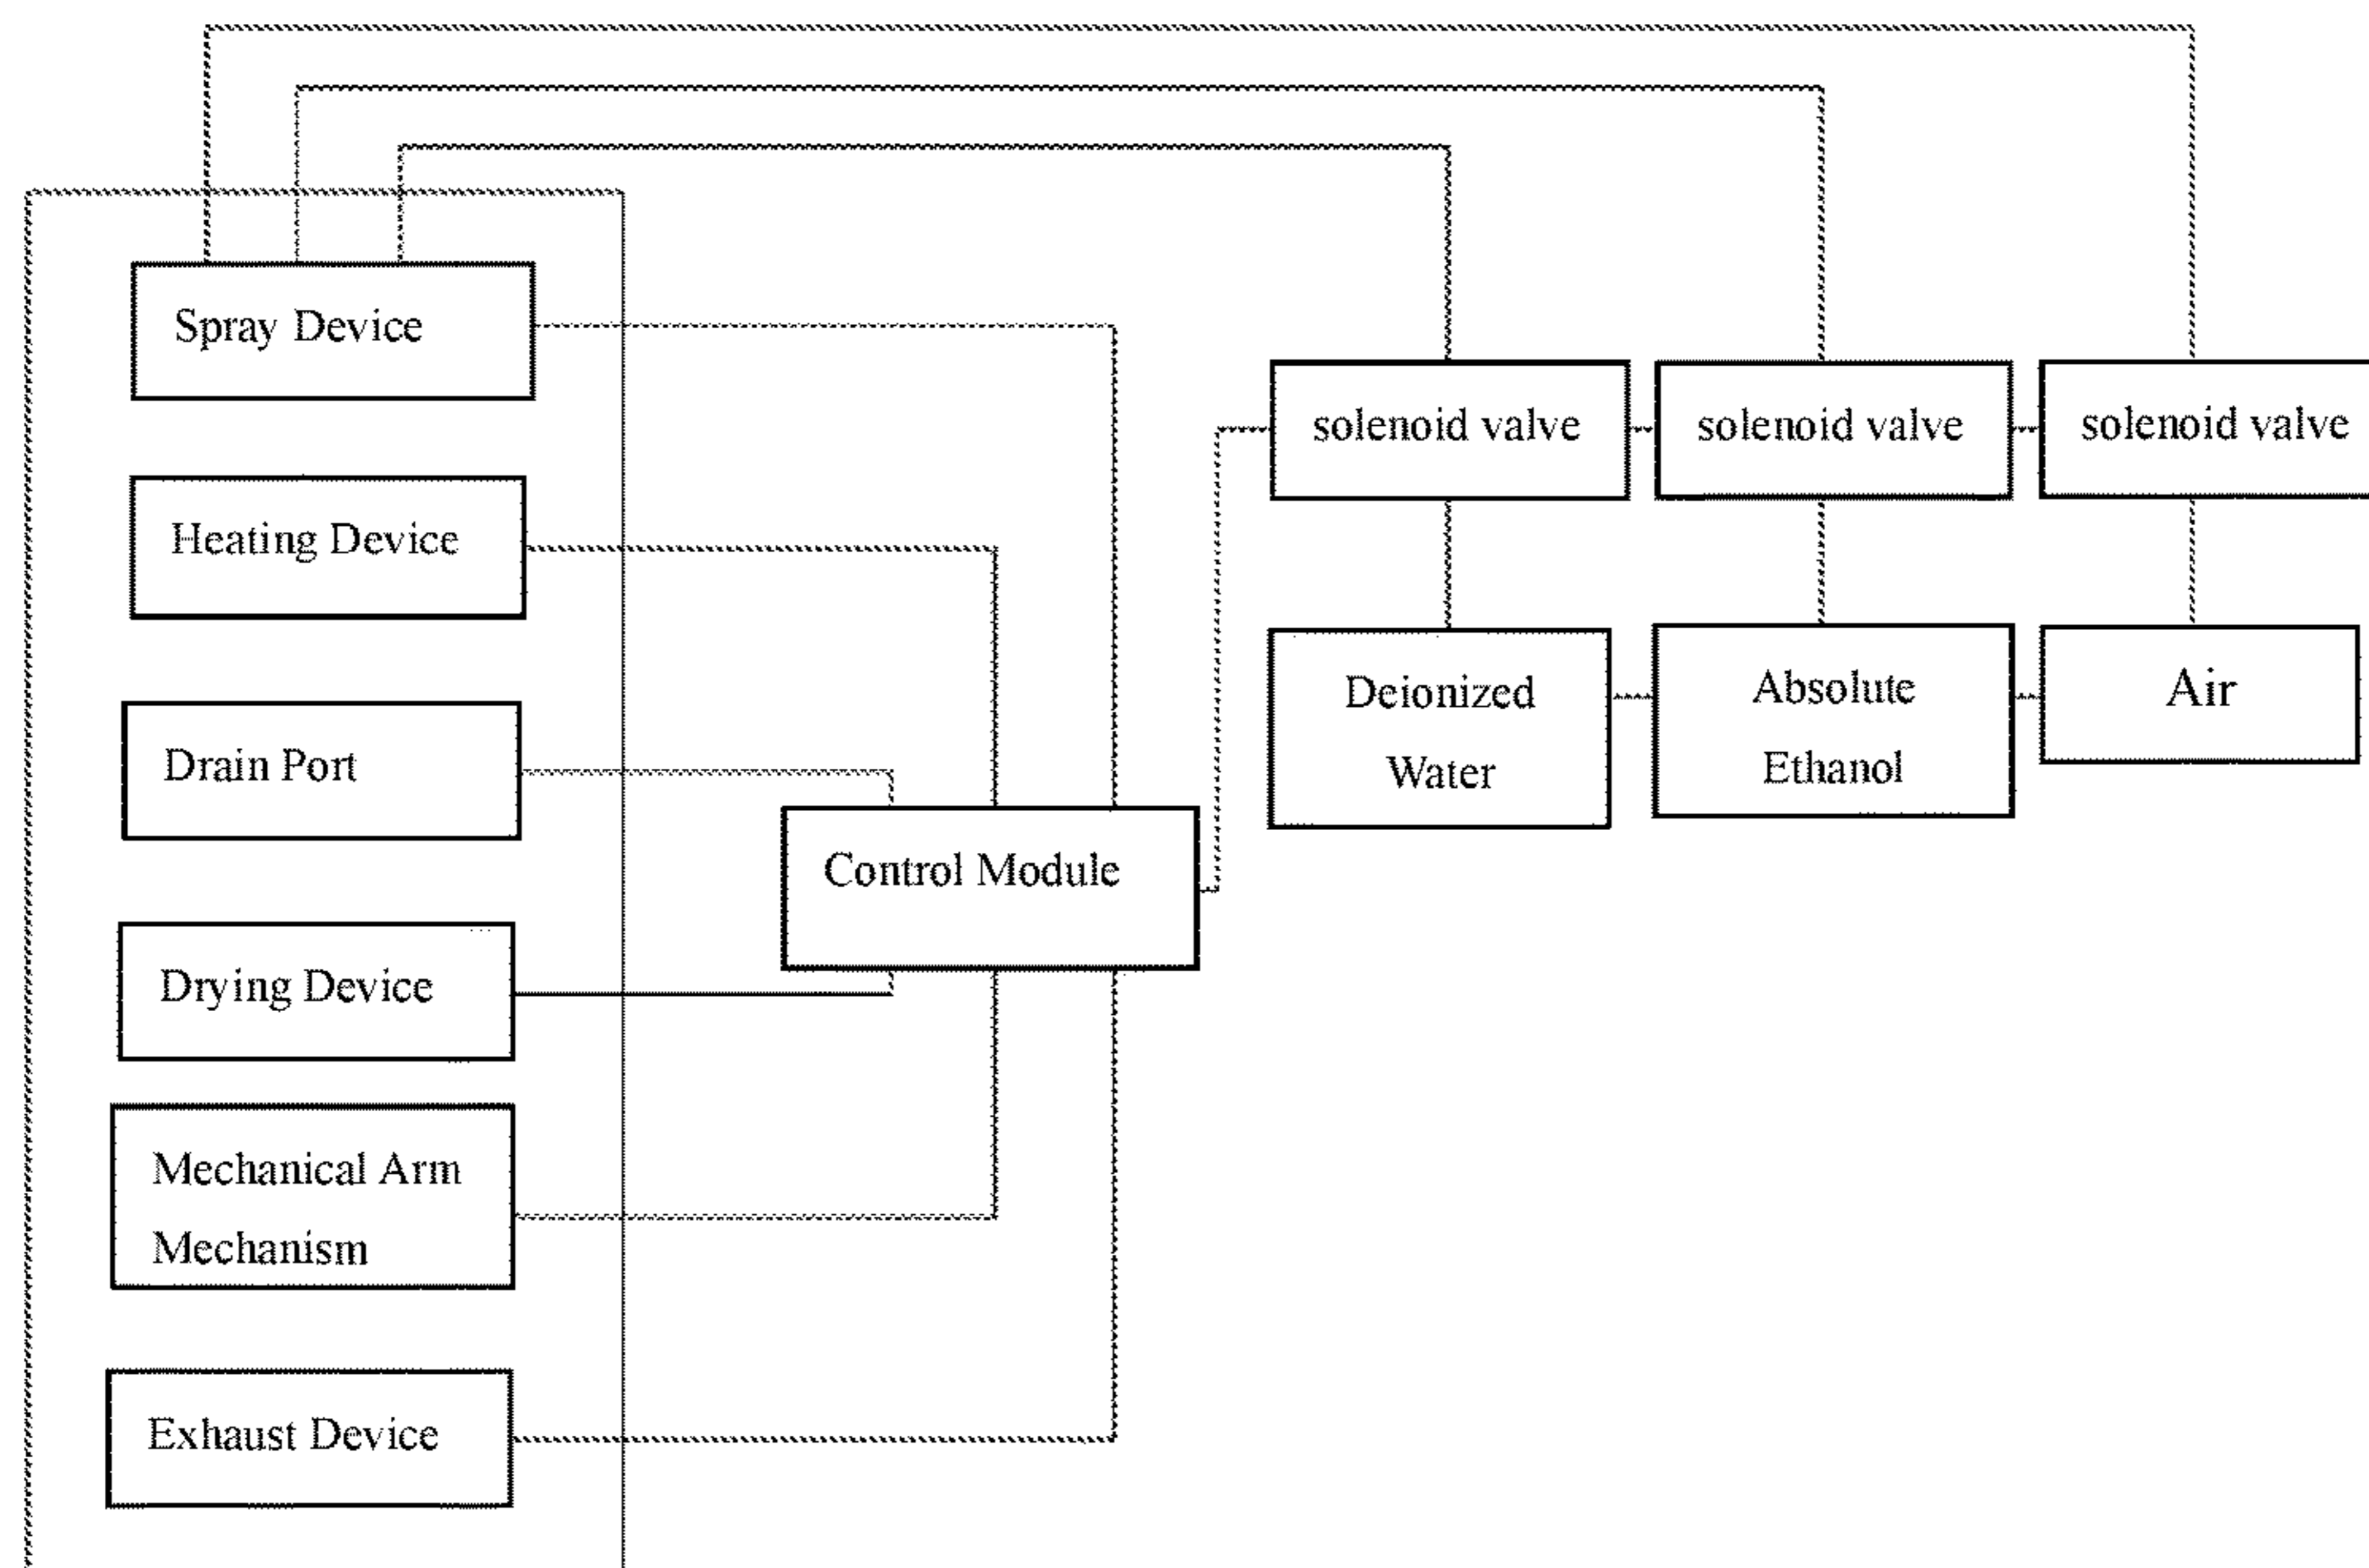 Spray Device
Heating Device
Drain Port
Drying Device
Mechanical Arm
Mechanism
Exhaust Device
Control Module
solenoid valve
solenoid valve
solenoid valve
Deionized
Water
Absolute
Ethanol
Air